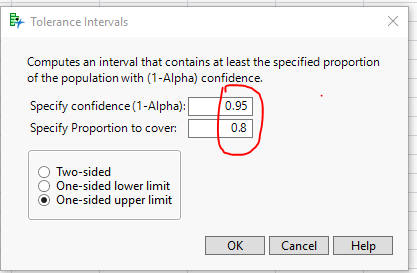 Tolerance Intervals
Computes an interval that contains at least the specified proportion
of the population with (1-Alpha) confidence.
Specify confidence (1-Alpha): 0.95
Specify Proportion to cover: 0.8
Two-sided
One-sided lower limit
One-sided upper limit
OK Cancel Help